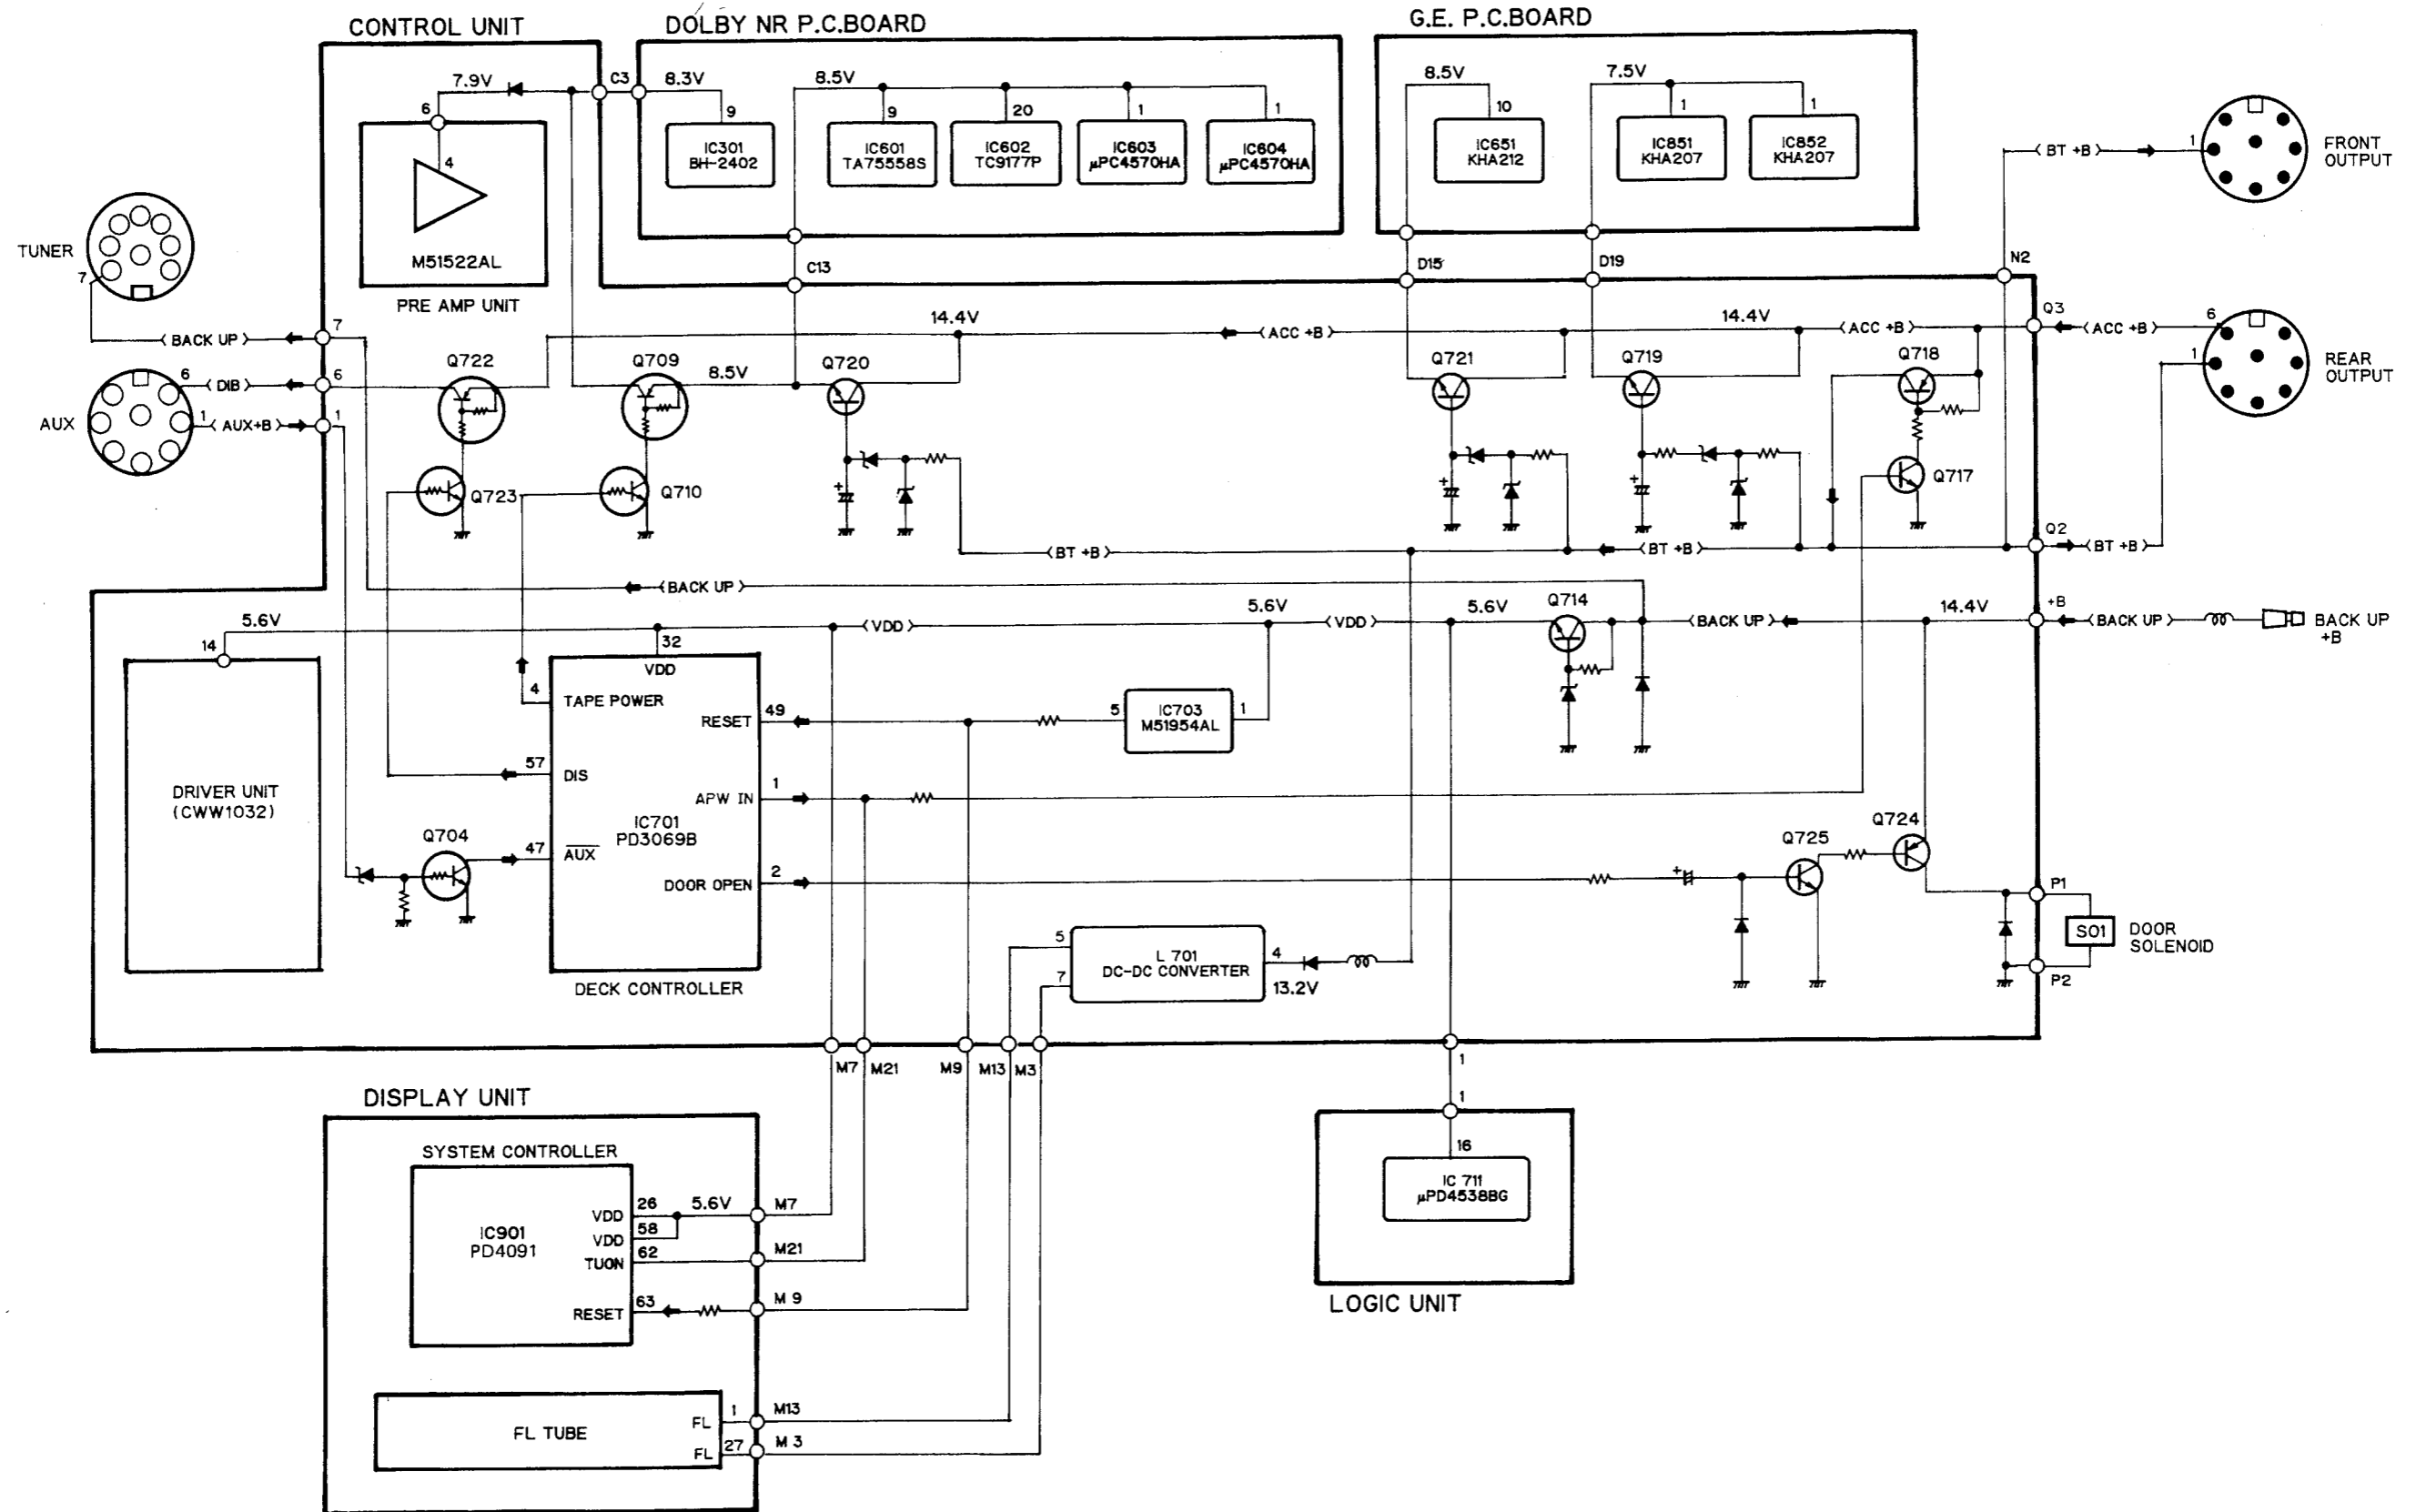 CONTROL UNIT
DOLBY NR P.C.BOARD
G.E. P.C.BOARD
7.9V
C3
8.3V
8.5V
8.5V
7.5V
6
9
9
20
1
1
10
1
1
4
M51522AL
PRE AMP UNIT
IC301
BH-2402
IC601
TA75558S
IC602
TC9177P
IC603
μPC4570HA
IC604
μPC4570HA
IC651
KHA212
IC851
KHA207
IC852
KHA207
BT +B
1
FRONT
OUTPUT
TUNER
7
BACK UP
7
C13
D15
D19
N2
14.4V
ACC +B
14.4V
ACC +B
Q3
ACC +B
6
AUX
6
DIB
6
1
AUX+B
1
Q722
Q709
8.5V
Q720
Q721
Q719
Q718
1
REAR
OUTPUT
Q723
Q710
+
+
+
Q717
BT +B
BT +B
Q2
BT +B
BACK UP
5.6V
VDD
5.6V
VDD
5.6V
Q714
BACK UP
14.4V
+B
BACK UP
BACK UP
+B
14
32
VDD
4
TAPE POWER
RESET
49
5
IC703
M51954AL
1
57
DIS
APW IN
1
DRIVER UNIT
(CWW1032)
IC701
PD3069B
Q704
47
AUX
DOOR OPEN
2
+
Q725
Q724
P1
SO1
DOOR
SOLENOID
P2
DECK CONTROLLER
5
7
L 701
DC-DC CONVERTER
4
13.2V
M7
M21
M9
M13
M3
1
DISPLAY UNIT
1
SYSTEM CONTROLLER
16
IC 711
μPD4538BG
IC901
PD4091
VDD
26
5.6V
M7
VDD
58
TUON
62
M21
RESET
63
M 9
LOGIC UNIT
FL TUBE
FL
1
M13
FL
27
M 3